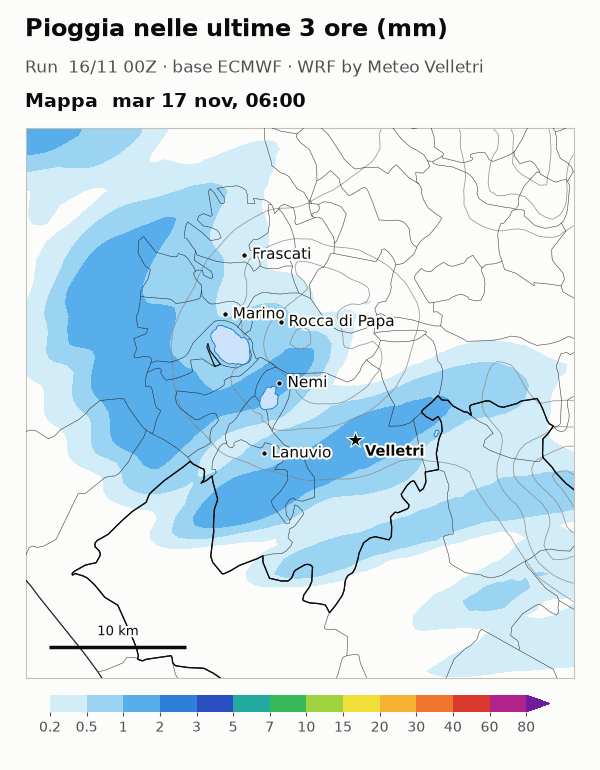 Pioggia nelle ultime 3 ore (mm)
Run  16/11 00Z · base ECMWF · WRF by Meteo Velletri
Mappa  mar 17 nov, 06:00
Frascati
Marino
Rocca di Papa
Nemi
Velletri
Lanuvio
10 km
0.2 0.5 1 2 3 5 7 10 15 20 30 40 60 80